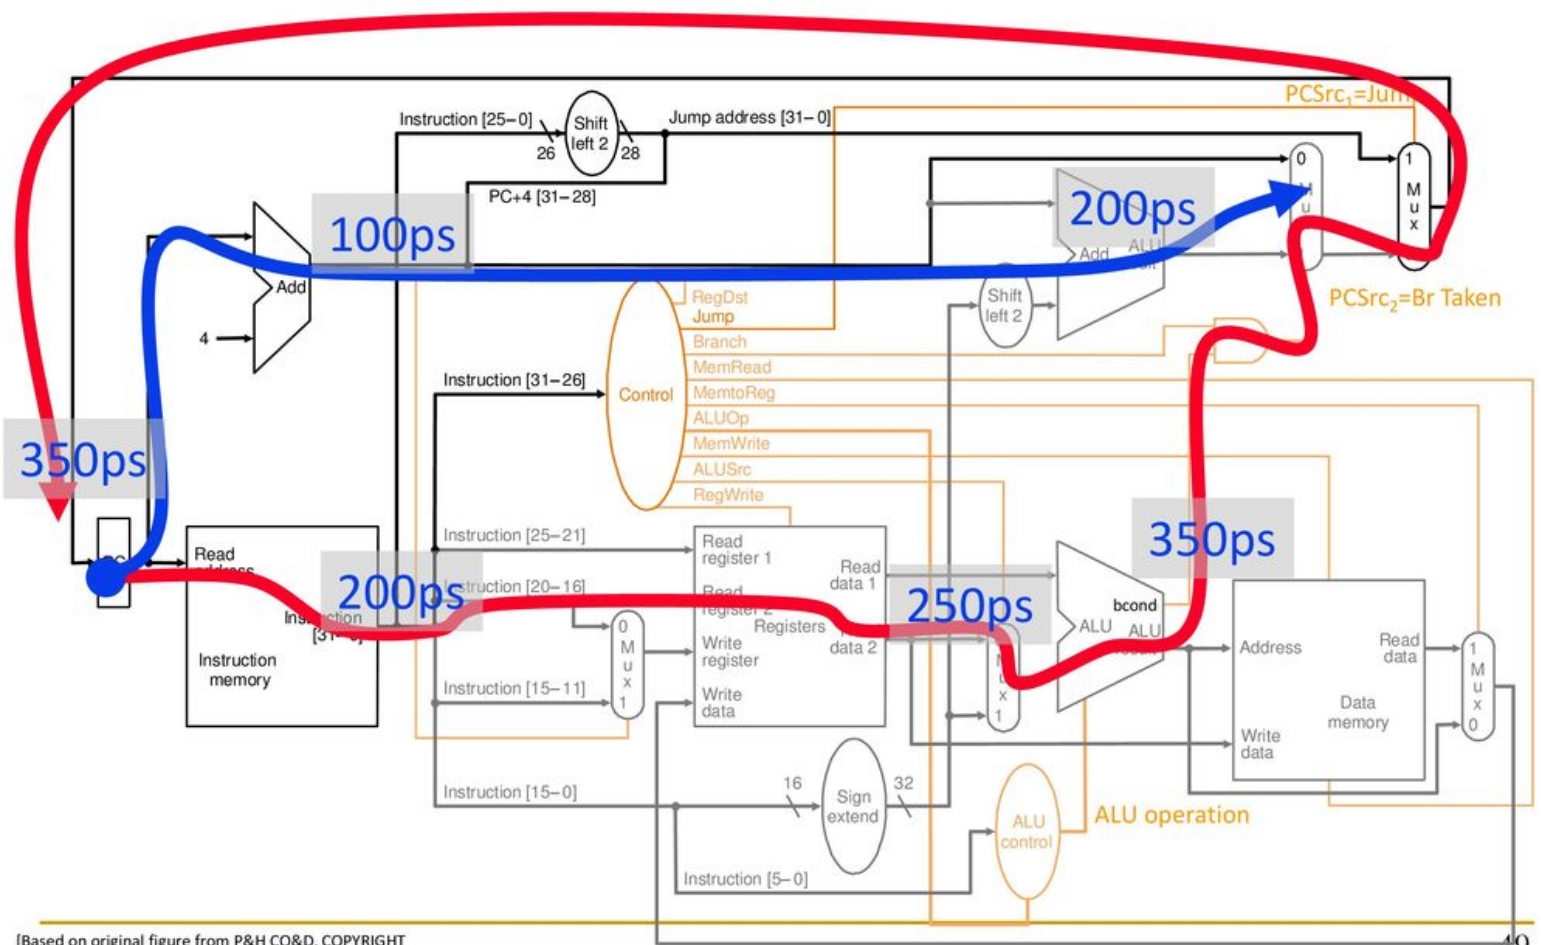 PCSrc₁=Jum
Instruction [25–0]
Shift
left 2
Jump address [31–0]
26
28
PC+4 [31–28]
0
M
u
1
M
u
x
100ps
200ps
Add
ALU
Add
4
Shift
left 2
PCSrc₂=Br Taken
RegDst
Jump
Branch
MemRead
MemtoReg
ALUOp
MemWrite
ALUSrc
RegWrite
Instruction [31–26]
Control
350ps
Instruction [25–21]
Read
register 1
Read
data 1
Read
Instruction
memory
200ps
[20–16]
Read
register 2
Registers
data 2
Write
register
Write
data
0
M
u
x
1
Instruction [15–11]
250ps
M
u
x
1
350ps
bcond
ALU
ALU
Address
Read
data
Data
memory
Write
data
1
M
u
x
0
Instruction [15–0]
16
Sign
extend
32
ALU
control
ALU operation
Instruction [5–0]
[Based on original figure from P&H CO&D, COPYRIGHT